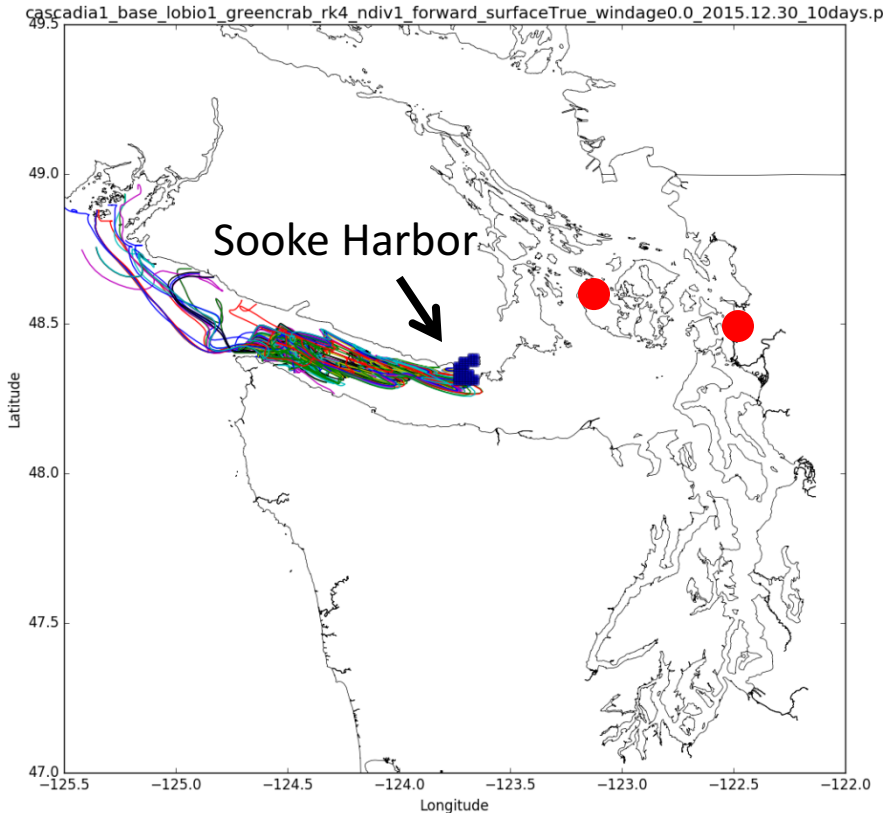 cascadia1_base_lobio1_greencrab_rk4_ndiv1_forward_surfaceTrue_windage0.0_2015.12.30_10days.p
49.5
49.0
Sooke Harbor
48.5
Latitude
48.0
47.5
47.0
-125.5 -125.0 -124.5 -124.0 -123.5 -123.0 -122.5 -122.0
Longitude